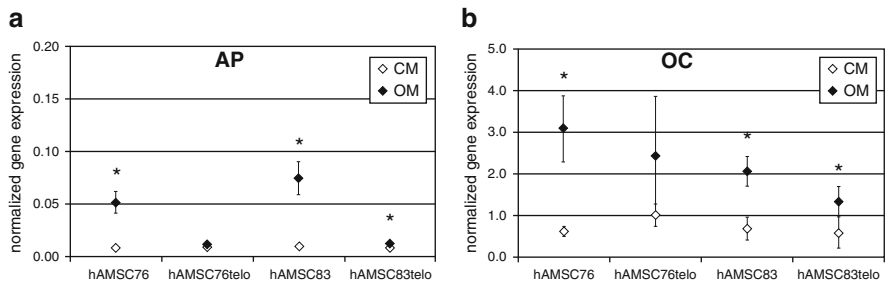 a
AP
normalized gene expression
0.20
0.15
0.10
0.05
0.00
CM
OM
*
*
*
hAMSC76
hAMSC76telo
hAMSC83
hAMSC83telo
b
OC
normalized gene expression
5.0
4.0
3.0
2.0
1.0
0.0
CM
OM
*
*
*
hAMSC76
hAMSC76telo
hAMSC83
hAMSC83telo